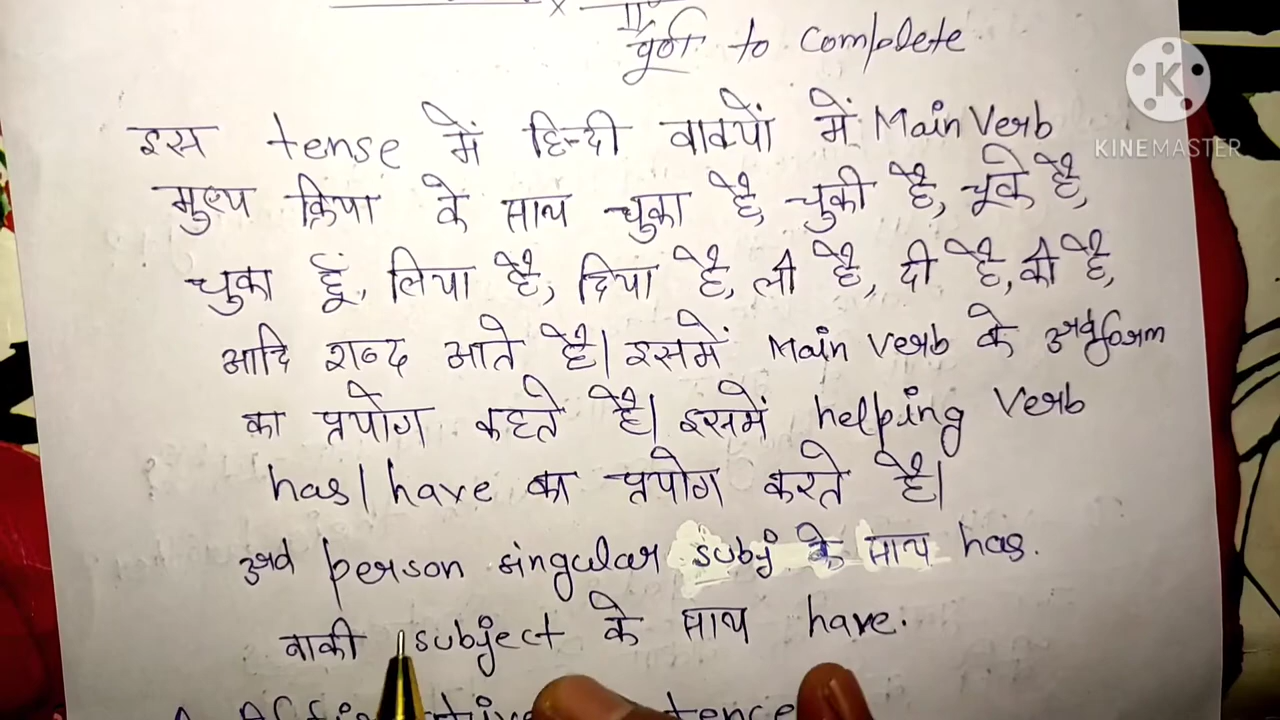 पूर्ण to complete
KINEMASTER
इस tense में हिन्दी वाक्यों में Main Verb
मुख्य क्रिया के साथ चुका है, चुकी है, चूके है,
चुका हूं, लिया है, दिया है, ली है, दी है, की है,
आदि शब्द आते है। इसमें Main verb के 3rd form
का प्रयोग कहते है। इसमें helping verb
has/have का प्रयोग करते है।
3rd person singular subj के साथ has.
बाकी subject के साथ have.